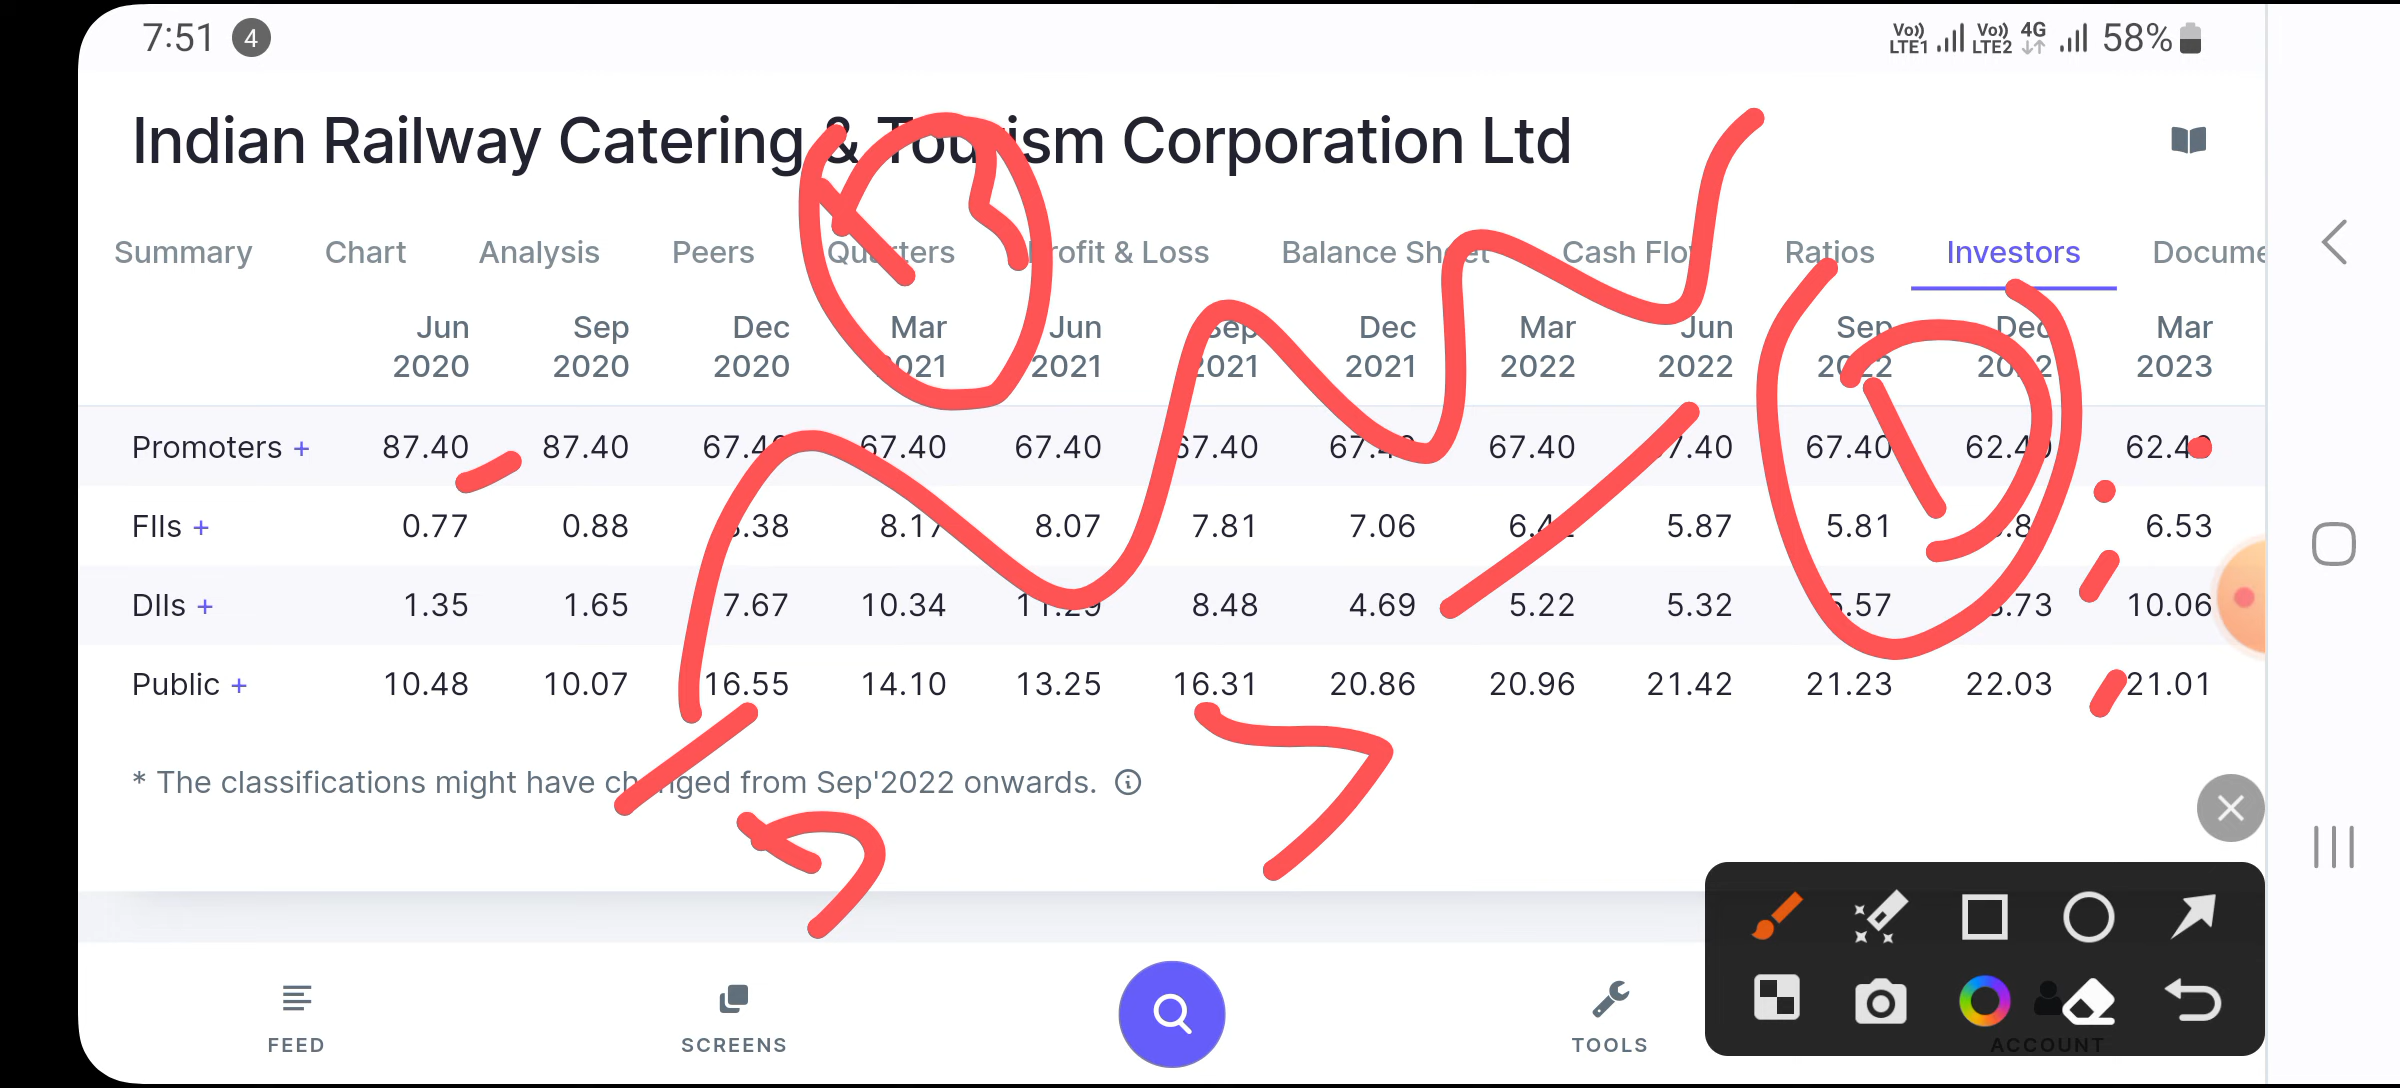 7:51 4 Vo)) LTE1 Vo)) LTE2 4G 58%
Indian Railway Catering & Tourism Corporation Ltd
Summary Chart Analysis Peers Quarters Profit & Loss Balance Sheet Cash Flow Ratios Investors Docume
Jun Sep Dec Mar Jun Sep Dec Mar Jun Sep Dec Mar
2020 2020 2020 2021 2021 2021 2021 2022 2022 2022 2022 2023
Promoters + 87.40 87.40 67.40 67.40 67.40 67.40 67.40 67.40 67.40 67.40 62.40 62.40
FIIs + 0.77 0.88 8.17 8.07 7.81 7.06 5.87 5.81 6.53
DIIs + 1.35 1.65 7.67 10.34 11.29 8.48 4.69 5.22 5.32 10.06
Public + 10.48 10.07 16.55 14.10 13.25 16.31 20.86 20.96 21.42 21.23 22.03 21.01
* The classifications might have changed from Sep'2022 onwards.
FEED SCREENS TOOLS ACCOUNT